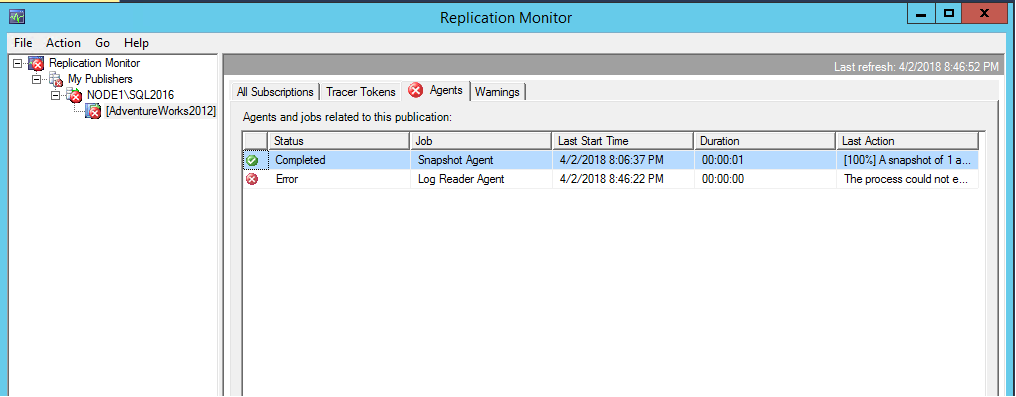 Replication Monitor
File Action Go Help
Replication Monitor
My Publishers
NODE1\SQL2016
[AdventureWorks2012]
Last refresh: 4/2/2018 8:46:52 PM
All Subscriptions Tracer Tokens Agents Warnings
Agents and jobs related to this publication:
Status Job Last Start Time Duration Last Action
Completed Snapshot Agent 4/2/2018 8:06:37 PM 00:00:01 [100%] A snapshot of 1 a...
Error Log Reader Agent 4/2/2018 8:46:22 PM 00:00:00 The process could not e...